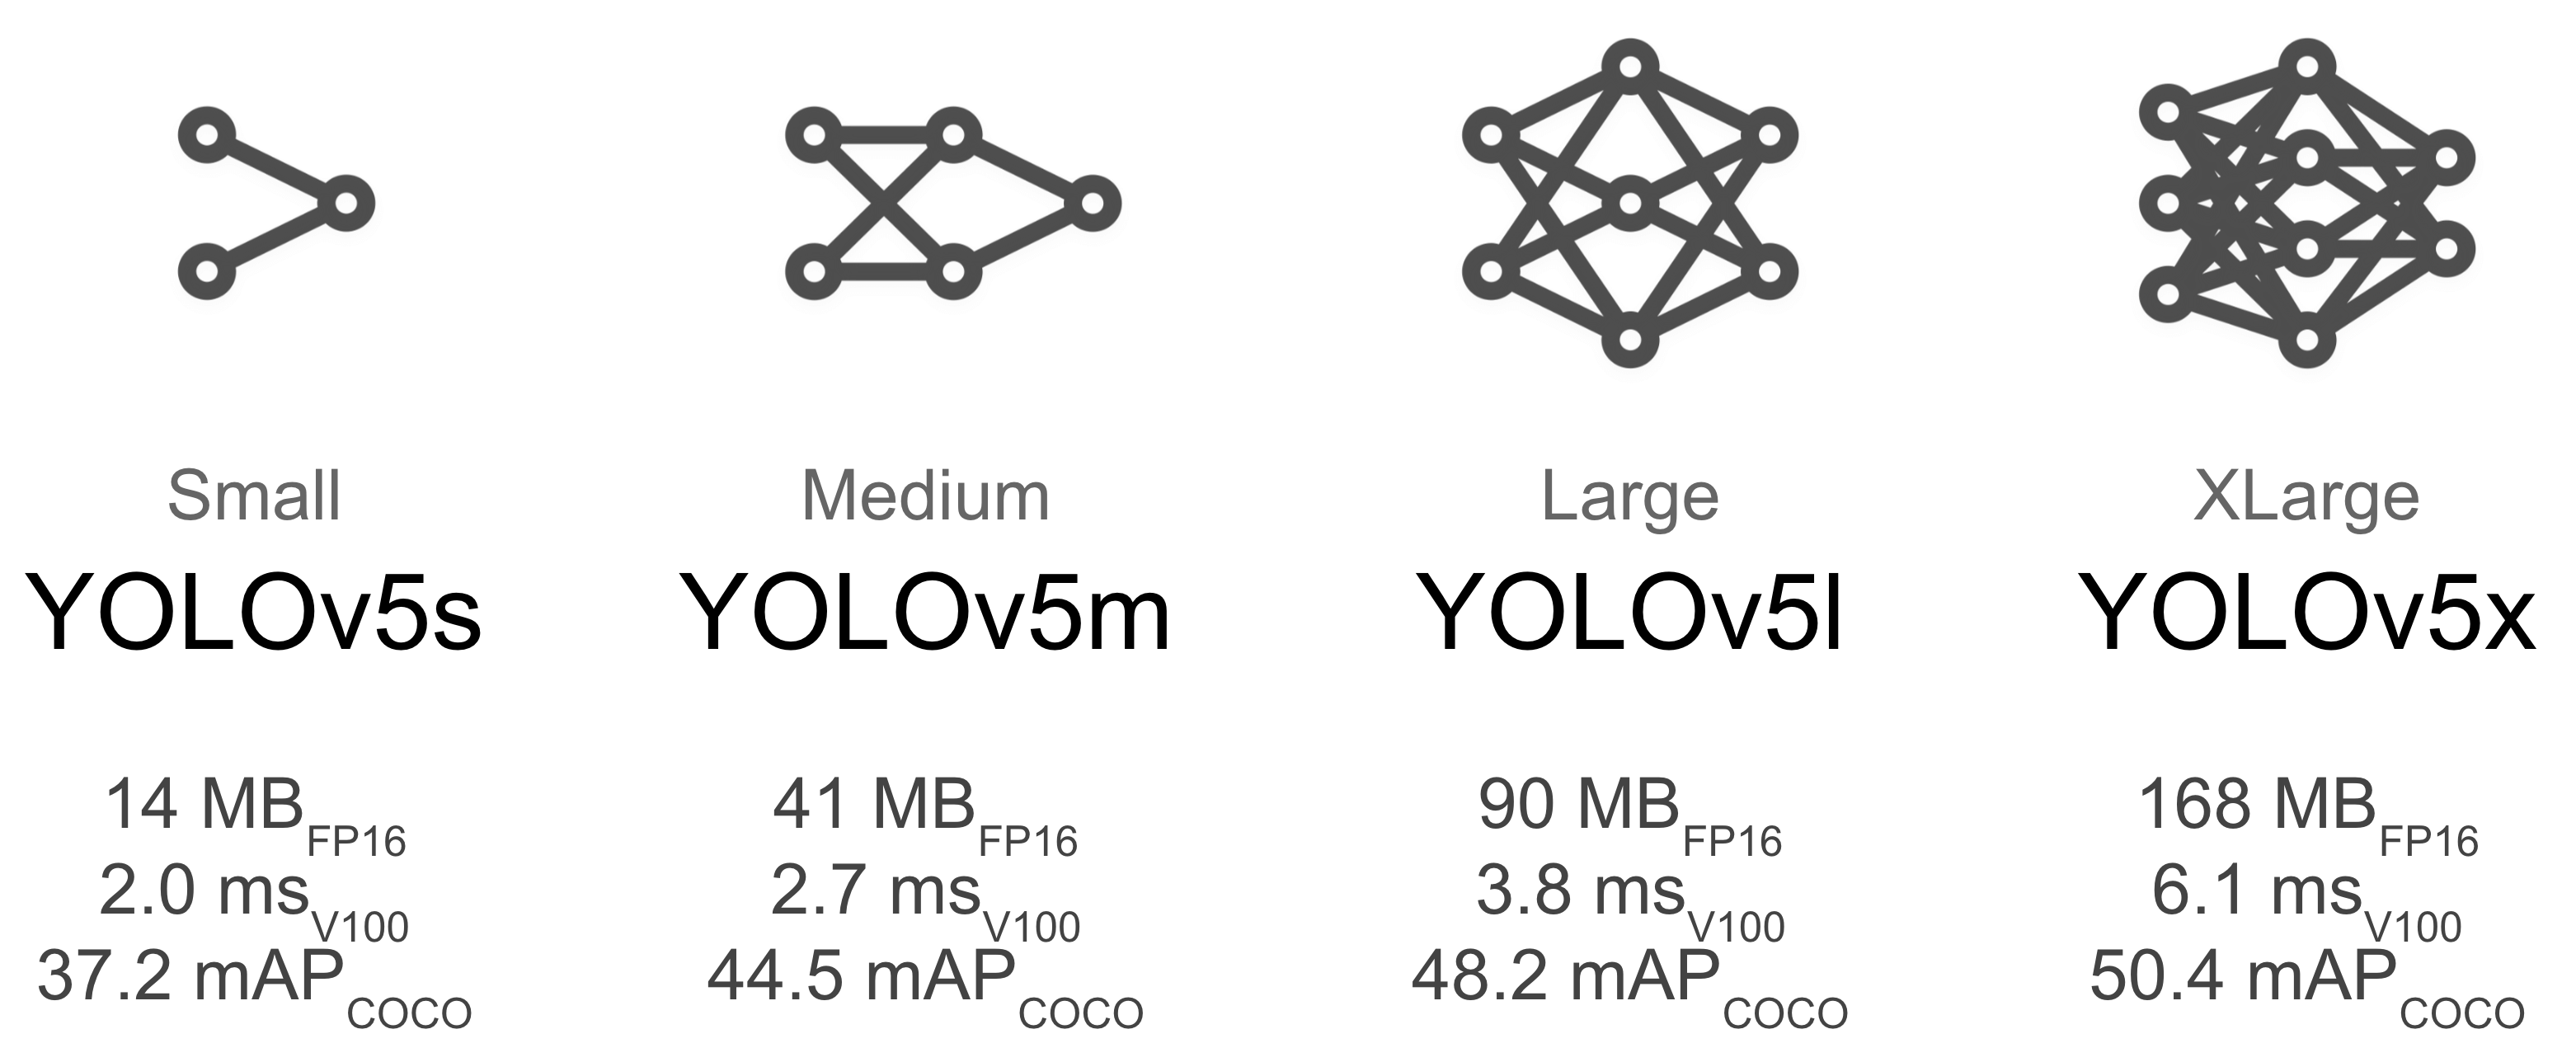 Small
YOLOv5s
14 MB FP16
2.0 ms V100
37.2 mAP COCO
Medium
YOLOv5m
41 MB FP16
2.7 ms V100
44.5 mAP COCO
Large
YOLOv5l
90 MB FP16
3.8 ms V100
48.2 mAP COCO
XLarge
YOLOv5x
168 MB FP16
6.1 ms V100
50.4 mAP COCO